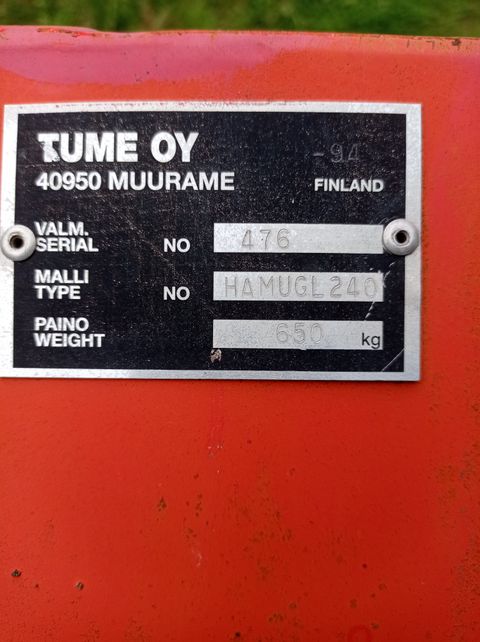 TUME OY -94
40950 MUURAME FINLAND
VALM.
SERIAL NO 476
MALLI
TYPE NO HAMUGL240
PAINO
WEIGHT 650 kg